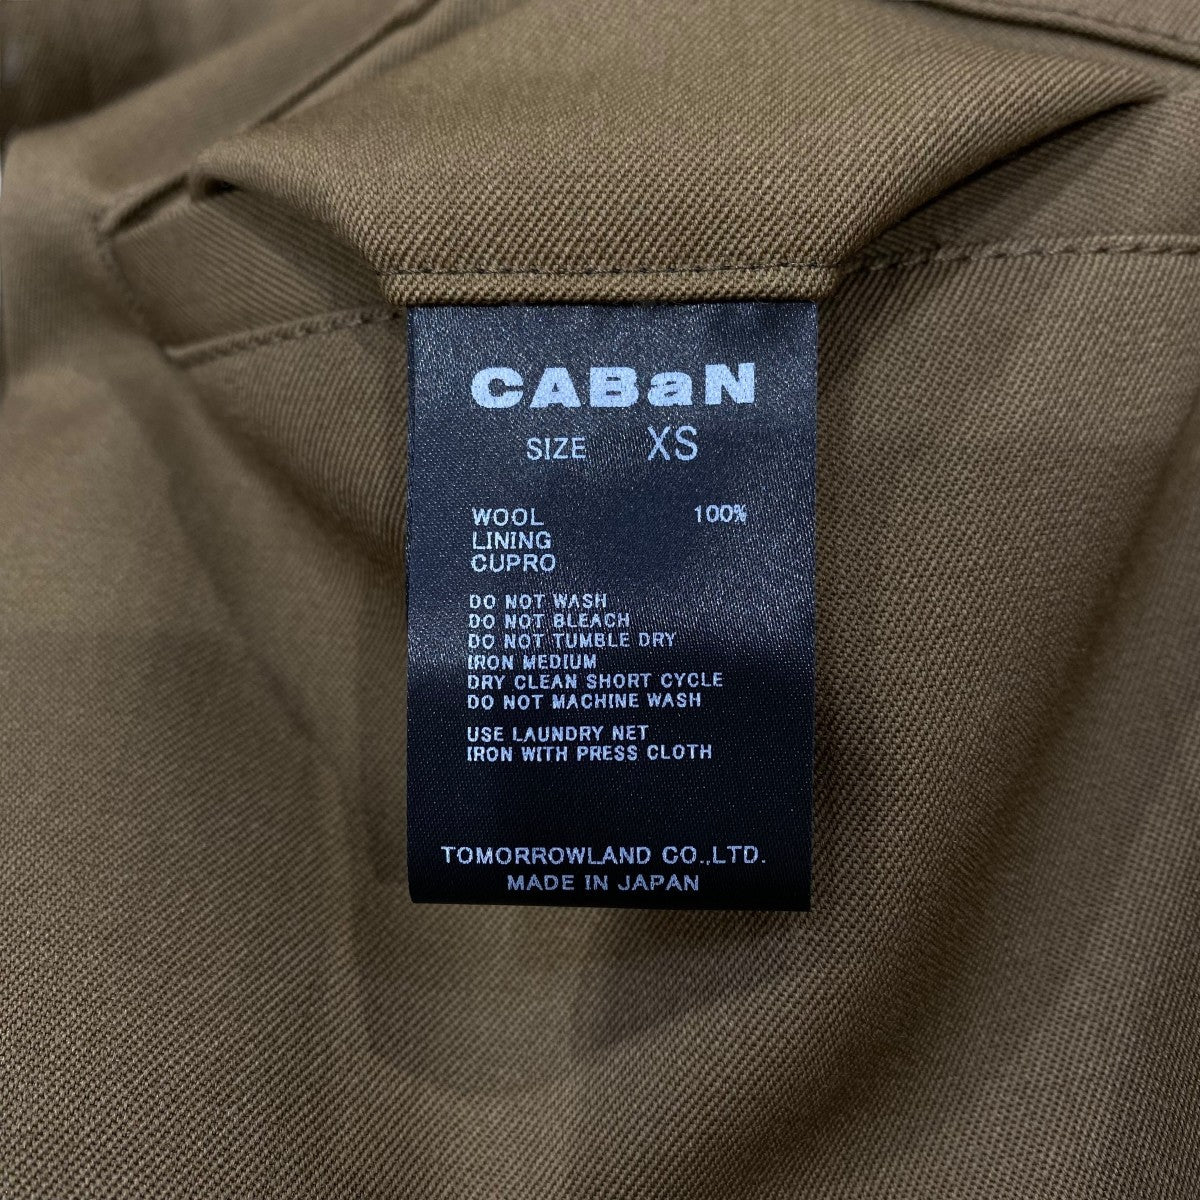 CABaN
SIZE XS
WOOL 100%
LINING
CUPRO
DO NOT WASH
DO NOT BLEACH
DO NOT TUMBLE DRY
IRON MEDIUM
DRY CLEAN SHORT CYCLE
DO NOT MACHINE WASH
USE LAUNDRY NET
IRON WITH PRESS CLOTH
TOMORROWLAND CO.,LTD.
MADE IN JAPAN